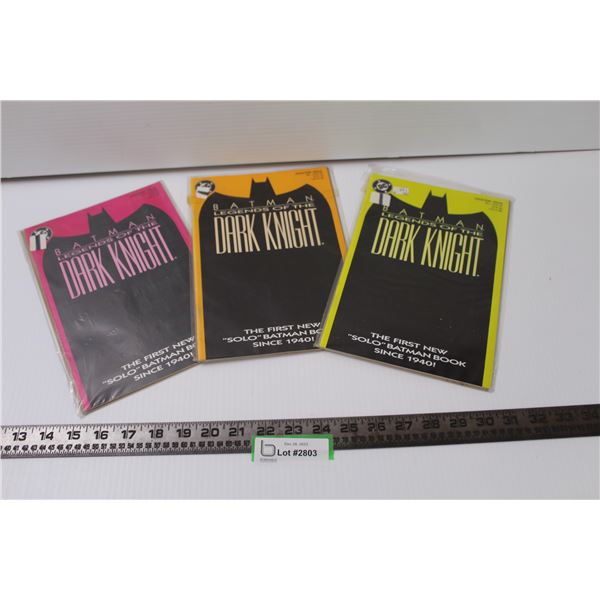 BATMAN
LEGENDS OF THE
DARK KNIGHT
THE FIRST NEW
"SOLO" BATMAN BOOK
SINCE 1940!
BATMAN
LEGENDS OF THE
DARK KNIGHT
THE FIRST NEW
"SOLO" BATMAN BOOK
SINCE 1940!
BATMAN
LEGENDS OF THE
DARK KNIGHT
THE FIRST NEW
"SOLO" BATMAN BOOK
SINCE 1940!
13 14 15 16 17 18 19 20 21 22 23 24 25 26 27 28 29 30 31 32 33
Lot #2803